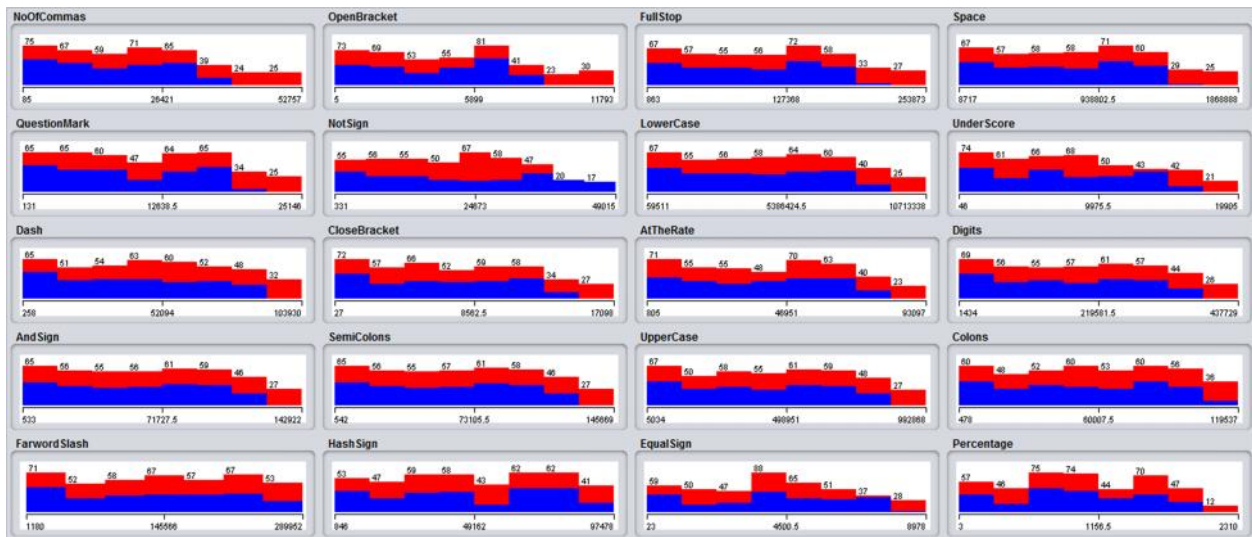 NoOfCommas OpenBracket FullStop Space
75 67 59 71 65 39 24 25
85 26421 52757
73 69 53 55 81 41 23 30
5 5899 11793
67 57 55 56 72 58 33 27
863 127368 253873
67 57 58 58 71 60 29 25
8717 938802.5 1868888
QuestionMark NotSign LowerCase UnderScore
65 65 60 47 64 65 34 25
131 12638.5 25146
55 56 55 50 67 58 47 20 17
331 24673 49015
67 55 56 58 64 60 40 25
59511 5386424.5 10713338
74 61 66 68 50 43 42 21
46 9975.5 19905
Dash CloseBracket AtTheRate Digits
65 51 54 63 60 52 48 32
258 52094 103930
72 57 66 52 59 58 34 27
27 8562.5 17098
71 55 55 48 70 63 40 23
805 46951 93097
69 56 55 57 61 57 44 26
1434 219581.5 437729
AndSign SemiColons UpperCase Colons
65 56 55 56 61 59 46 27
533 71727.5 142922
65 56 55 57 61 58 46 27
542 73105.5 145669
67 50 58 55 61 59 48 27
5034 498951 992868
60 48 52 60 53 60 56 36
478 60007.5 119537
FarwordSlash HashSign EqualSign Percentage
71 52 58 67 57 67 53
1180 145566 289952
53 47 59 58 43 62 62 41
846 49162 97478
59 50 47 88 65 51 37 28
23 4500.5 8978
57 46 75 74 44 70 47 12
3 1156.5 2310